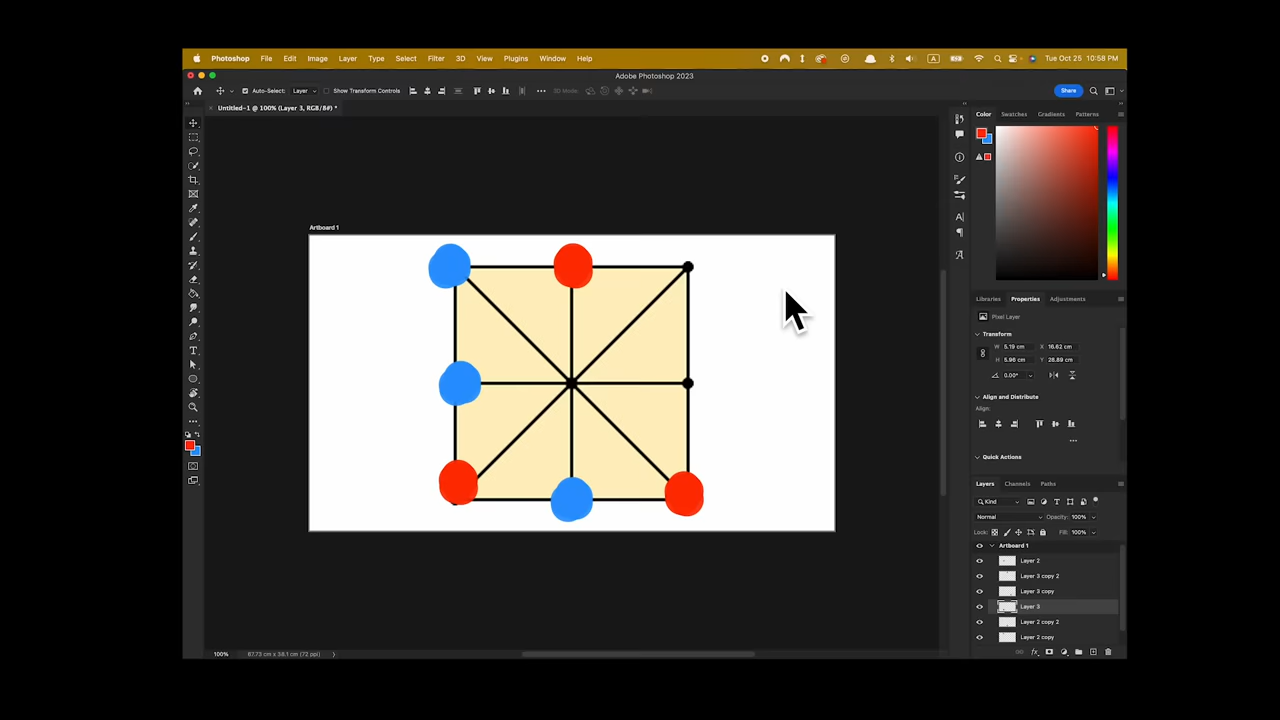 Photoshop File Edit Image Layer Type Select Filter 3D View Plugins Window Help A Tue Oct 25 10:58 PM
Adobe Photoshop 2023
Auto-Select: Layer Show Transform Controls 3D Mode: Share
Untitled-1 @ 100% (Layer 3, RGB/8#) *
Color Swatches Gradients Patterns
Artboard 1
Libraries Properties Adjustments
Pixel Layer
Transform
W 5.19 cm X 16.62 cm
H 5.96 cm Y 28.89 cm
0.00°
Align and Distribute
Align:
Quick Actions
Layers Channels Paths
Kind
Normal Opacity: 100%
Lock: Fill: 100%
Artboard 1
Layer 2
Layer 3 copy 2
Layer 3 copy
Layer 3
Layer 2 copy 2
Layer 2 copy
100% 67.73 cm x 38.1 cm (72 ppi)